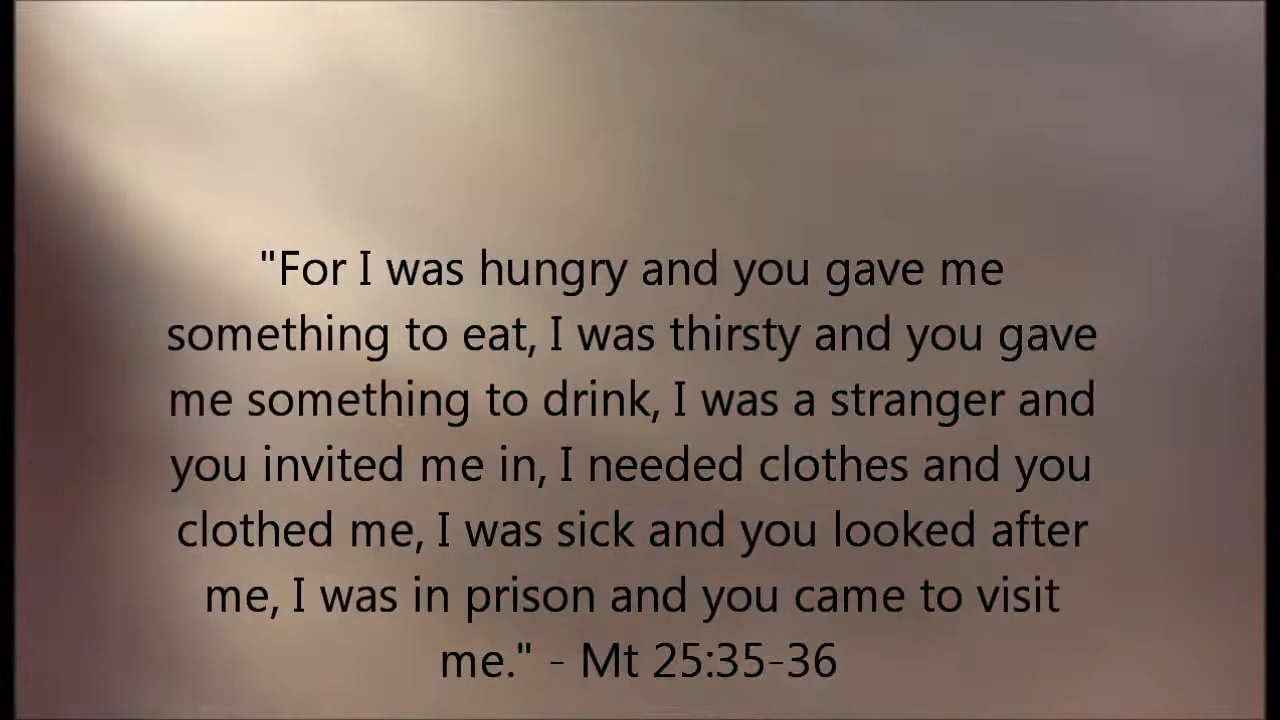 "For I was hungry and you gave me
something to eat, I was thirsty and you gave
me something to drink, I was a stranger and
you invited me in, I needed clothes and you
clothed me, I was sick and you looked after
me, I was in prison and you came to visit
me." - Mt 25:35-36